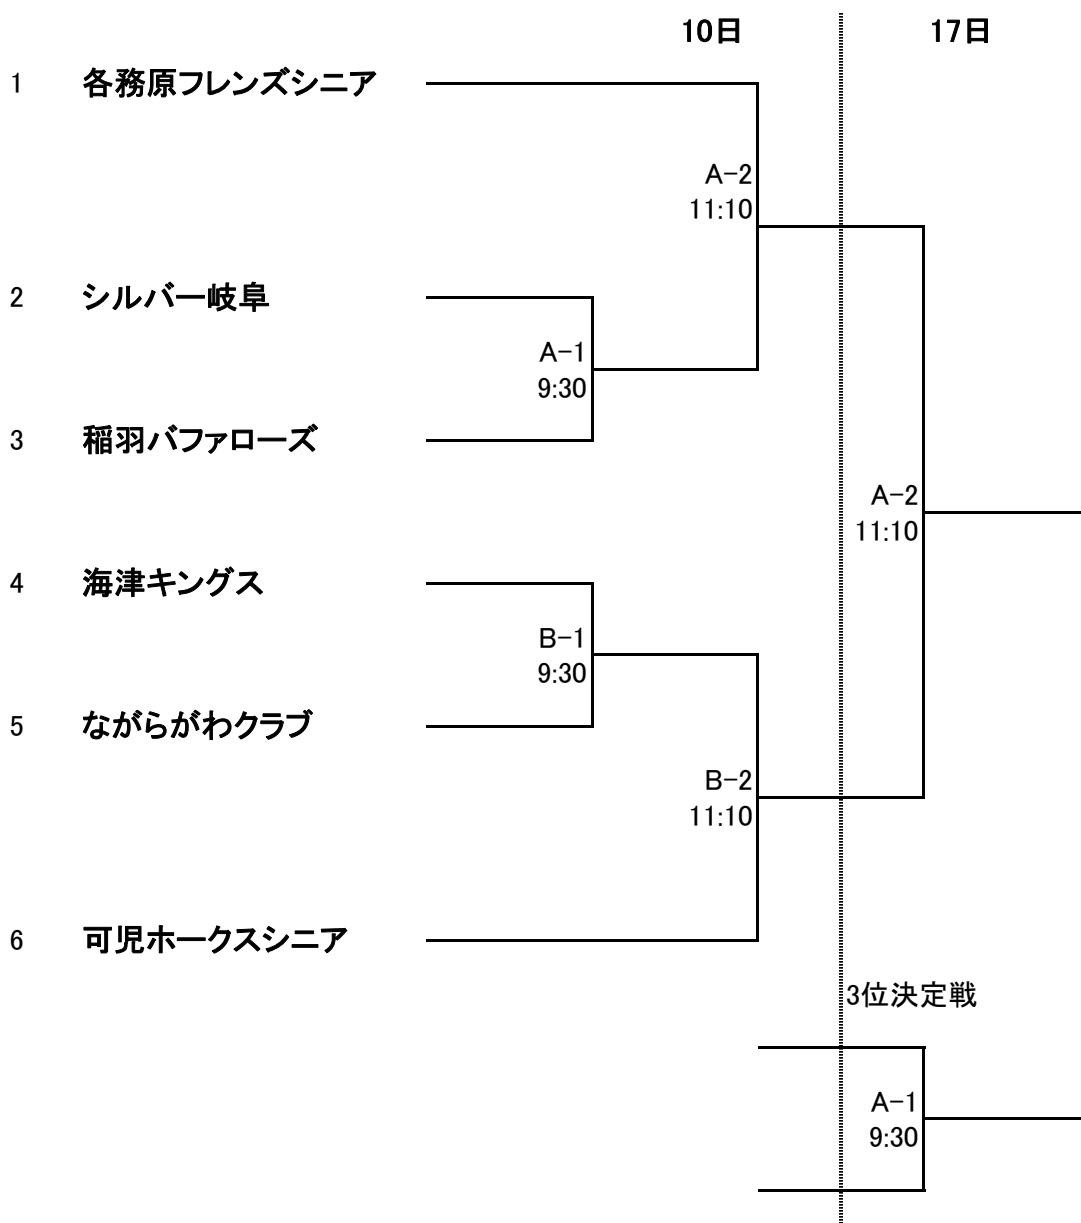 10日 17日
1 各務原フレンズシニア
A-2
11:10
2 シルバー岐阜
A-1
9:30
3 稲羽バファローズ
A-2
11:10
4 海津キングス
B-1
9:30
5 ながらがわクラブ
B-2
11:10
6 可児ホークスシニア
3位決定戦
A-1
9:30